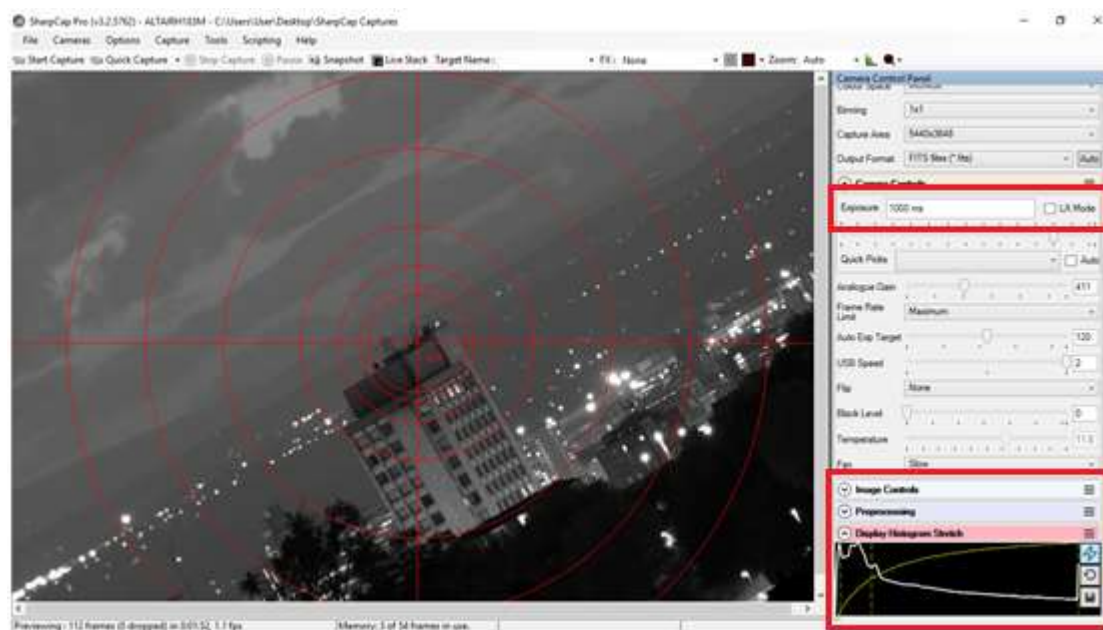 SharpCap Pro (v3.2.5762) - ALTAIRH183M - C:\Users\User\Desktop\SharpCap Captures
File Cameras Options Capture Tools Scripting Help
Start Capture Quick Capture Stop Capture Pause Snapshot Live Stack Target Name: FX: None Zoom: Auto
Camera Control Panel
Colour Space
Binning 1x1
Capture Area 5440x3648
Output Format FITS files (*.fits) Auto
Camera Controls
Exposure 1000 ms LX Mode
Quick Picks Auto
Analogue Gain 411
Frame Rate Limit Maximum
Auto Exp Target 120
USB Speed 2
Flip None
Black Level 0
Temperature
Fan Slow
Image Controls
Preprocessing
Display Histogram Stretch
Previewing : 112 frames (0 dropped) in 0:01:52, 1.1 fps Memory: 3 of 54 frames in use.